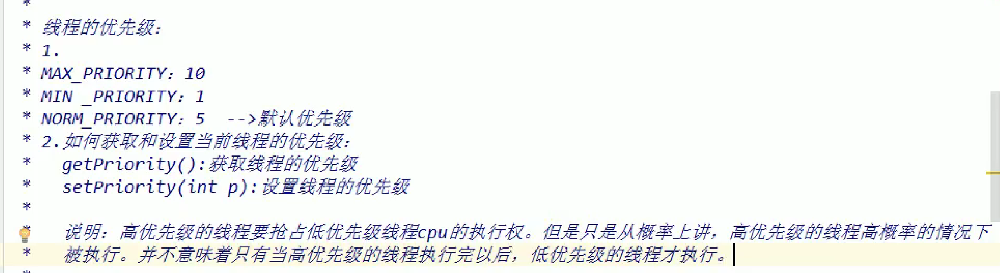 *
* 线程的优先级：
* 1.
* MAX_PRIORITY：10
* MIN _PRIORITY：1
* NORM_PRIORITY：5  -->默认优先级
* 2.如何获取和设置当前线程的优先级：
*   getPriority():获取线程的优先级
*   setPriority(int p):设置线程的优先级
*
*   说明：高优先级的线程要抢占低优先级线程cpu的执行权。但是只是从概率上讲，高优先级的线程高概率的情况下
*   被执行。并不意味着只有当高优先级的线程执行完以后，低优先级的线程才执行。
*